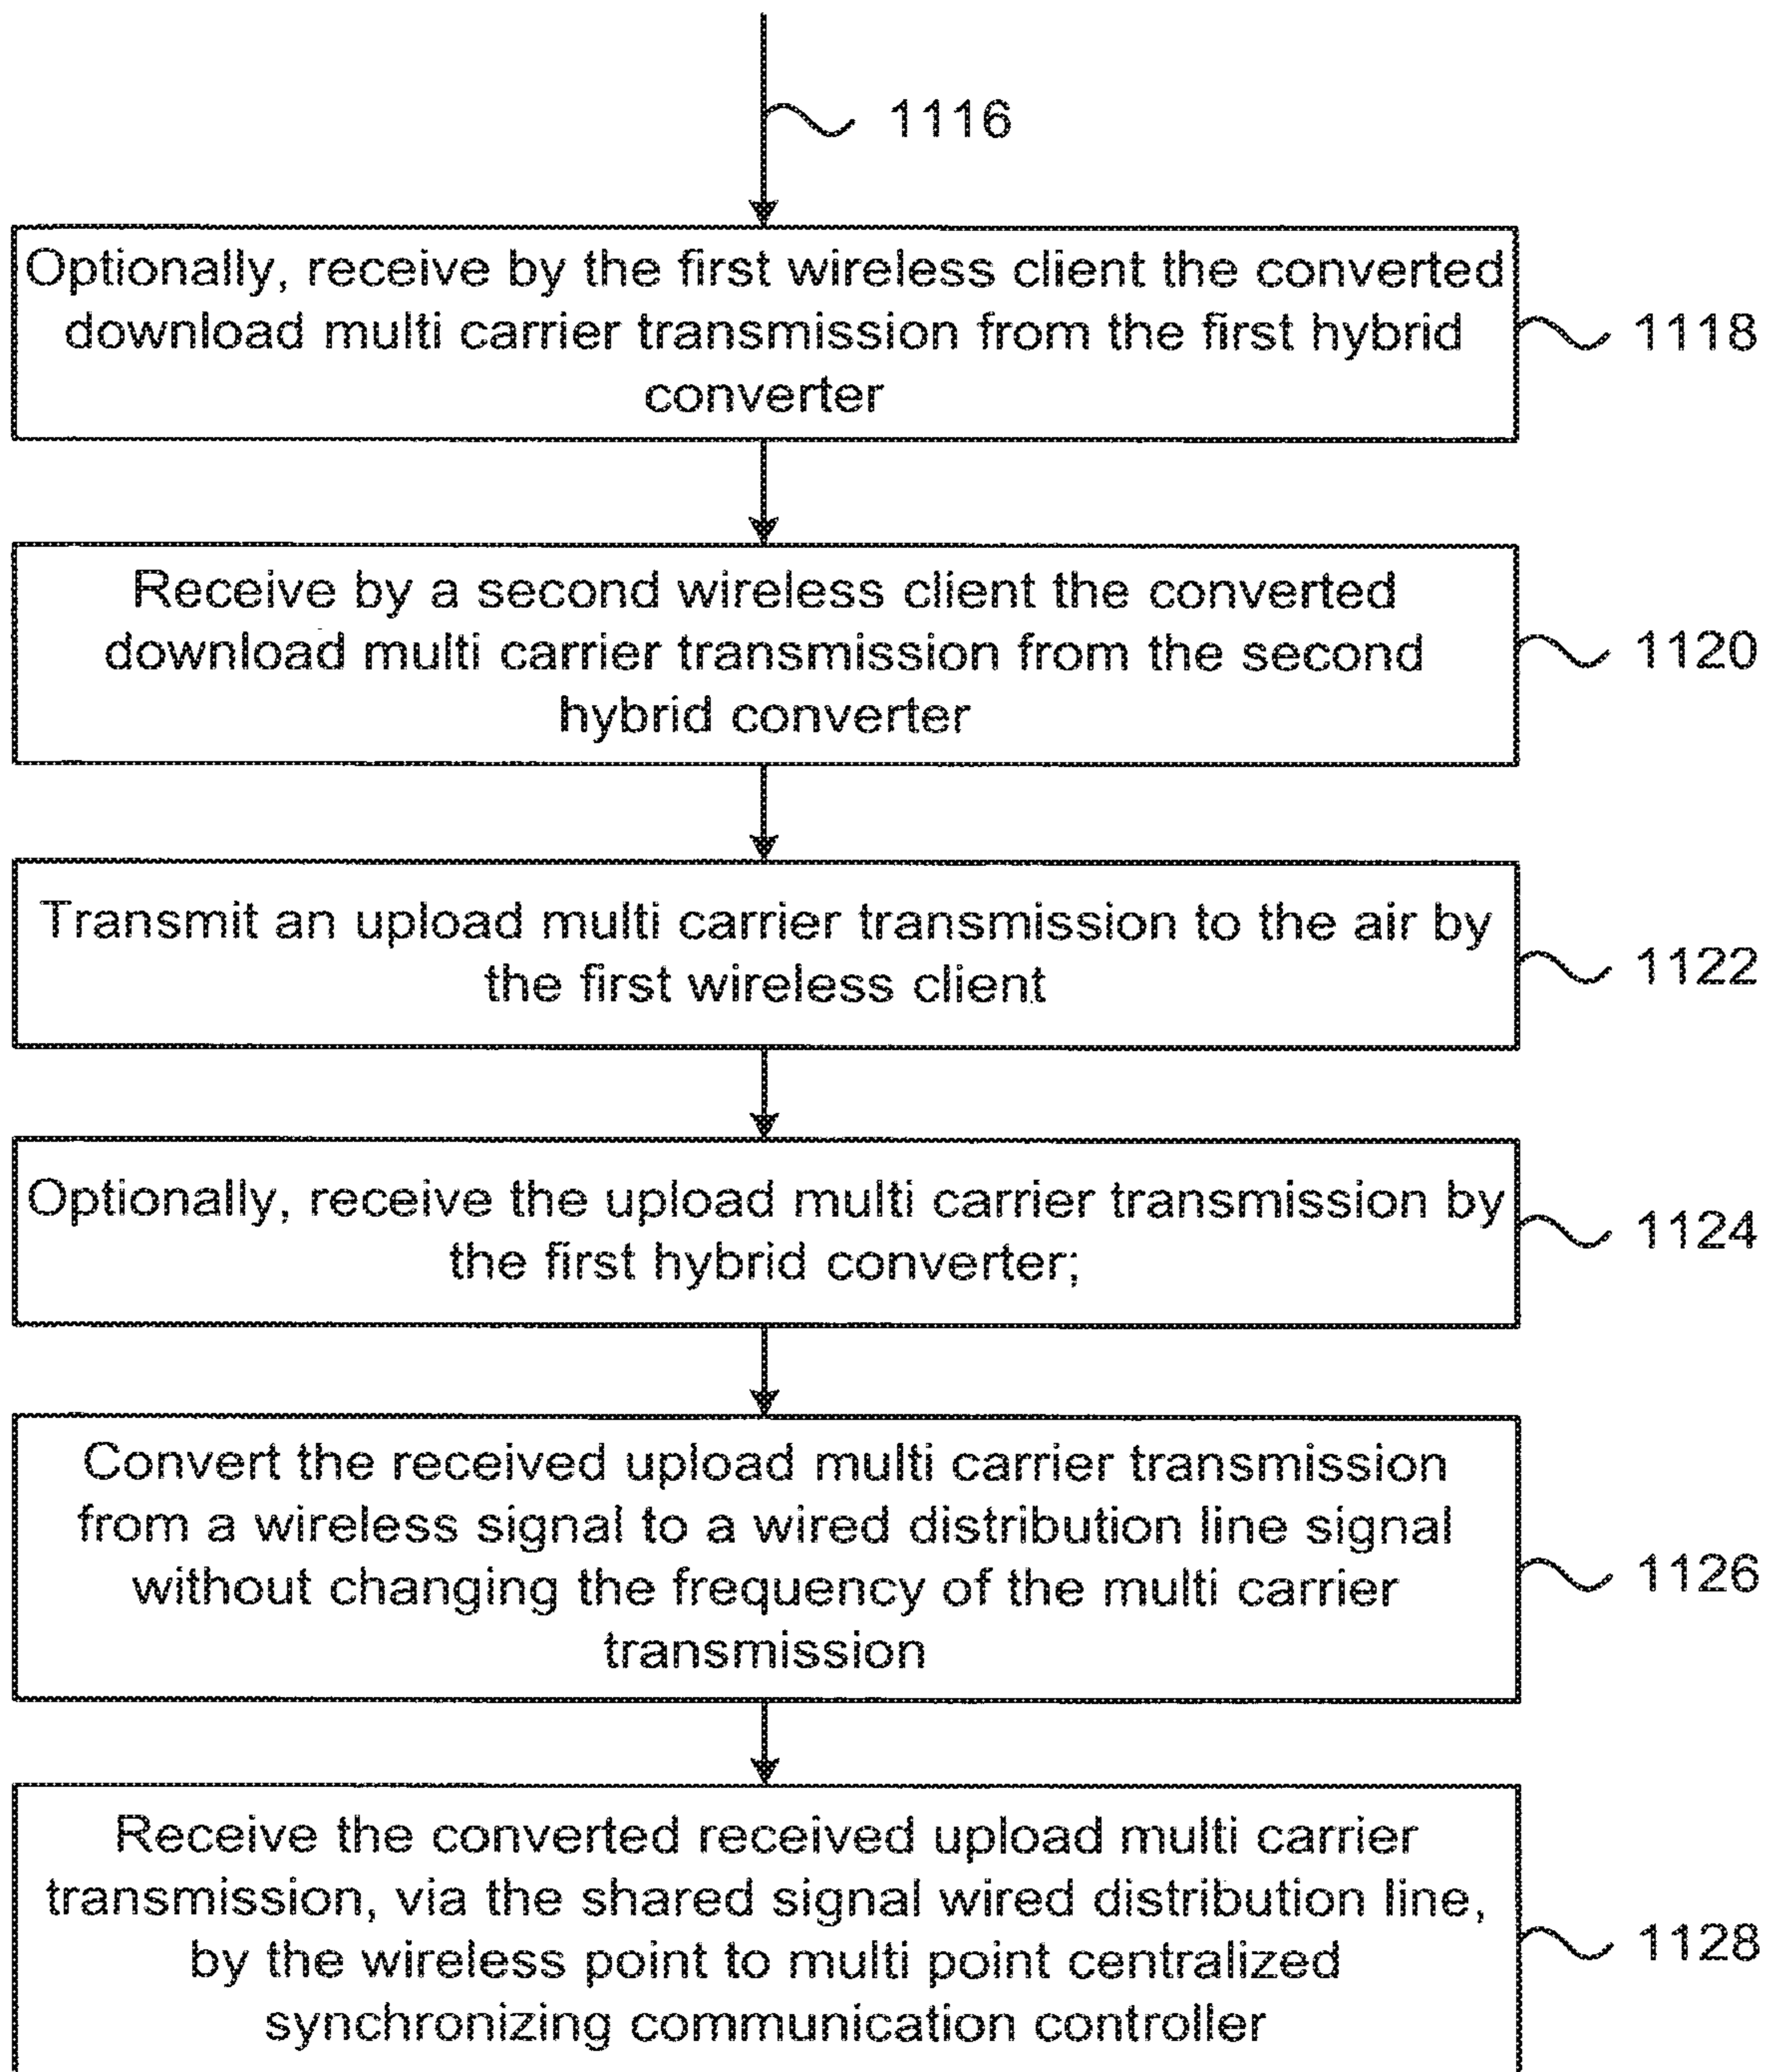 1116
Optionally, receive by the first wireless client the converted
download multi carrier transmission from the first hybrid
converter
1118
Receive by a second wireless client the converted
download multi carrier transmission from the second
hybrid converter
1120
Transmit an upload multi carrier transmission to the air by
the first wireless client
1122
Optionally, receive the upload multi carrier transmission by
the first hybrid converter;
1124
Convert the received upload multi carrier transmission
from a wireless signal to a wired distribution line signal
without changing the frequency of the multi carrier
transmission
1126
Receive the converted received upload multi carrier
transmission, via the shared signal wired distribution line,
by the wireless point to multi point centralized
synchronizing communication controller
1128